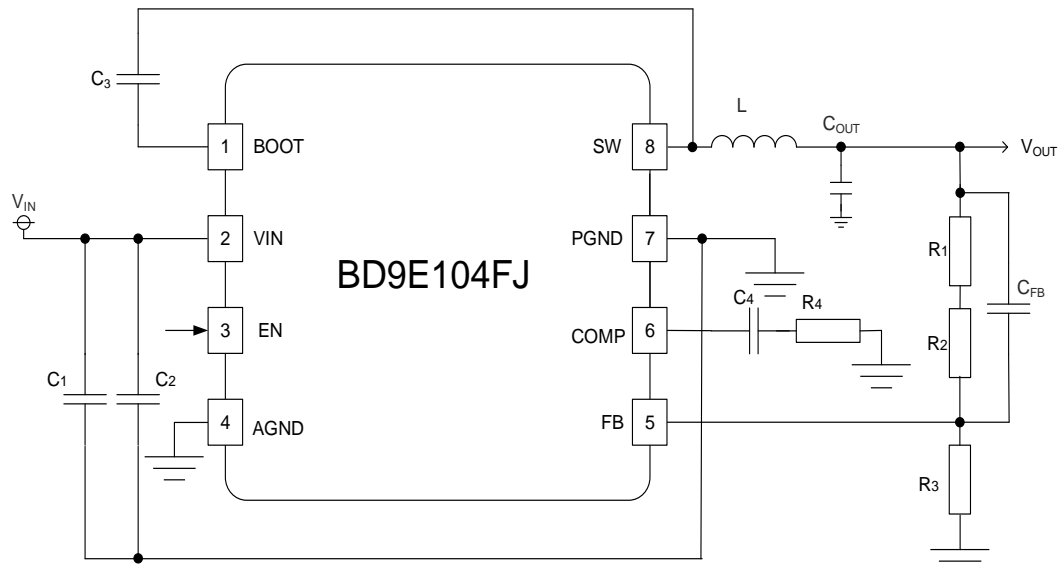 C3
L
COUT
1 BOOT
SW 8
VOUT
VIN
2 VIN
PGND 7
R1
BD9E104FJ
CFB
C4
R4
3 EN
COMP 6
R2
C1
C2
4 AGND
FB 5
R3